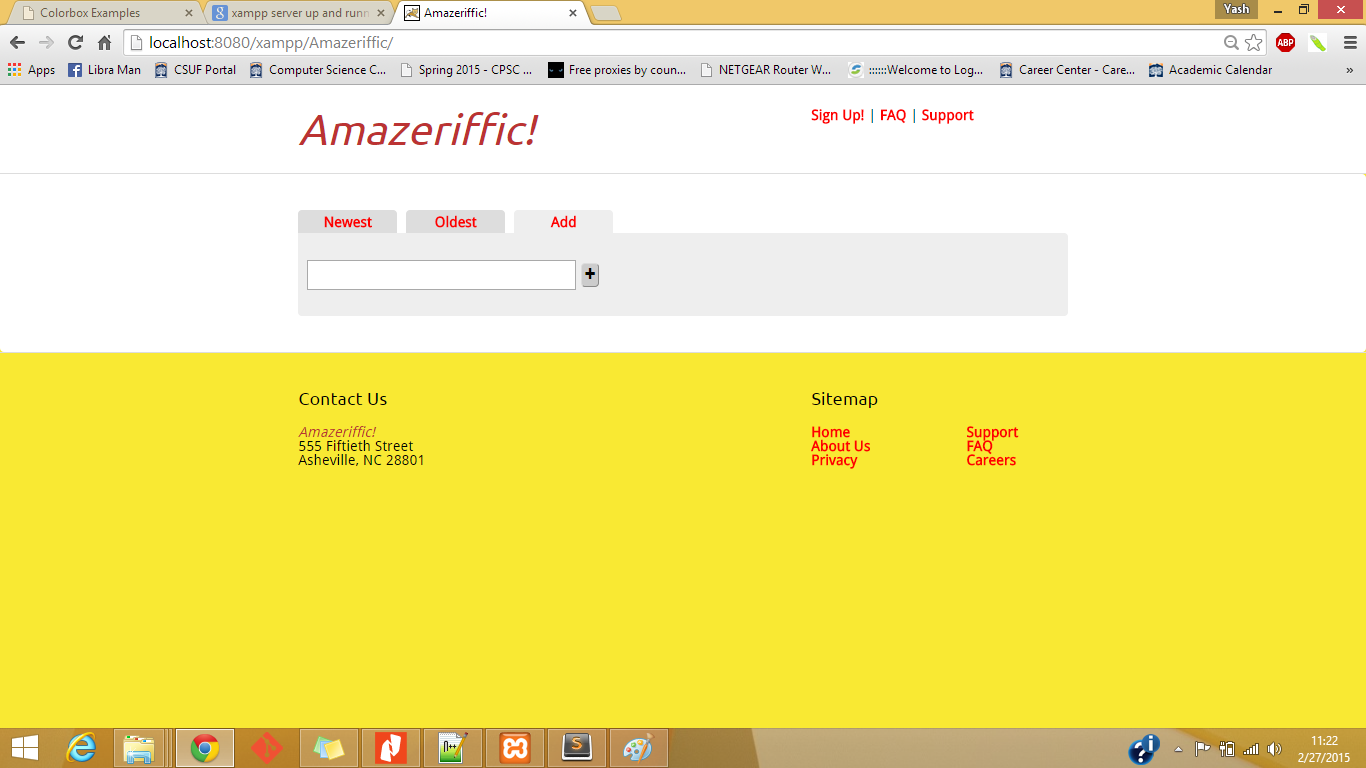 Colorbox Examples
xampp server up and runn
Amazeriffic!
Yash
localhost:8080/xampp/Amazeriffic/
ABP
Apps
Libra Man
CSUF Portal
Computer Science C...
Spring 2015 - CPSC ...
Free proxies by coun...
NETGEAR Router W...
::::::Welcome to Log...
Career Center - Care...
Academic Calendar
»
Amazeriffic!
Sign Up! | FAQ | Support
Newest
Oldest
Add
+
Contact Us
Amazeriffic!
555 Fiftieth Street
Asheville, NC 28801
Sitemap
Home
About Us
Privacy
Support
FAQ
Careers
11:22
2/27/2015